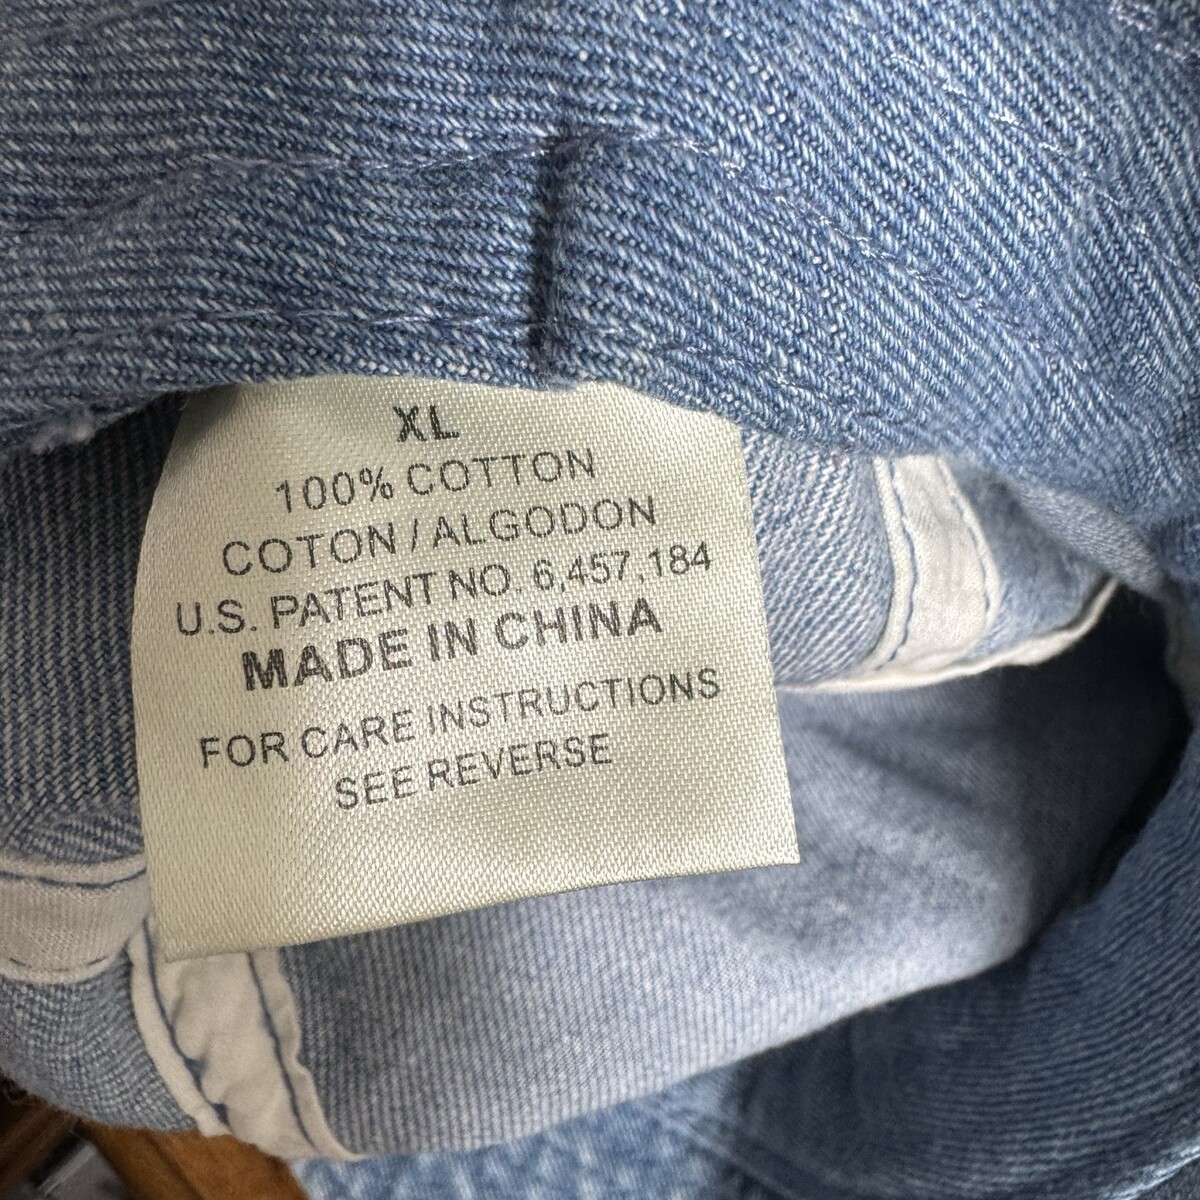 XL
100% COTTON
COTON/ALGODON
U.S. PATENT NO. 6,457,184
MADE IN CHINA
FOR CARE INSTRUCTIONS
SEE REVERSE